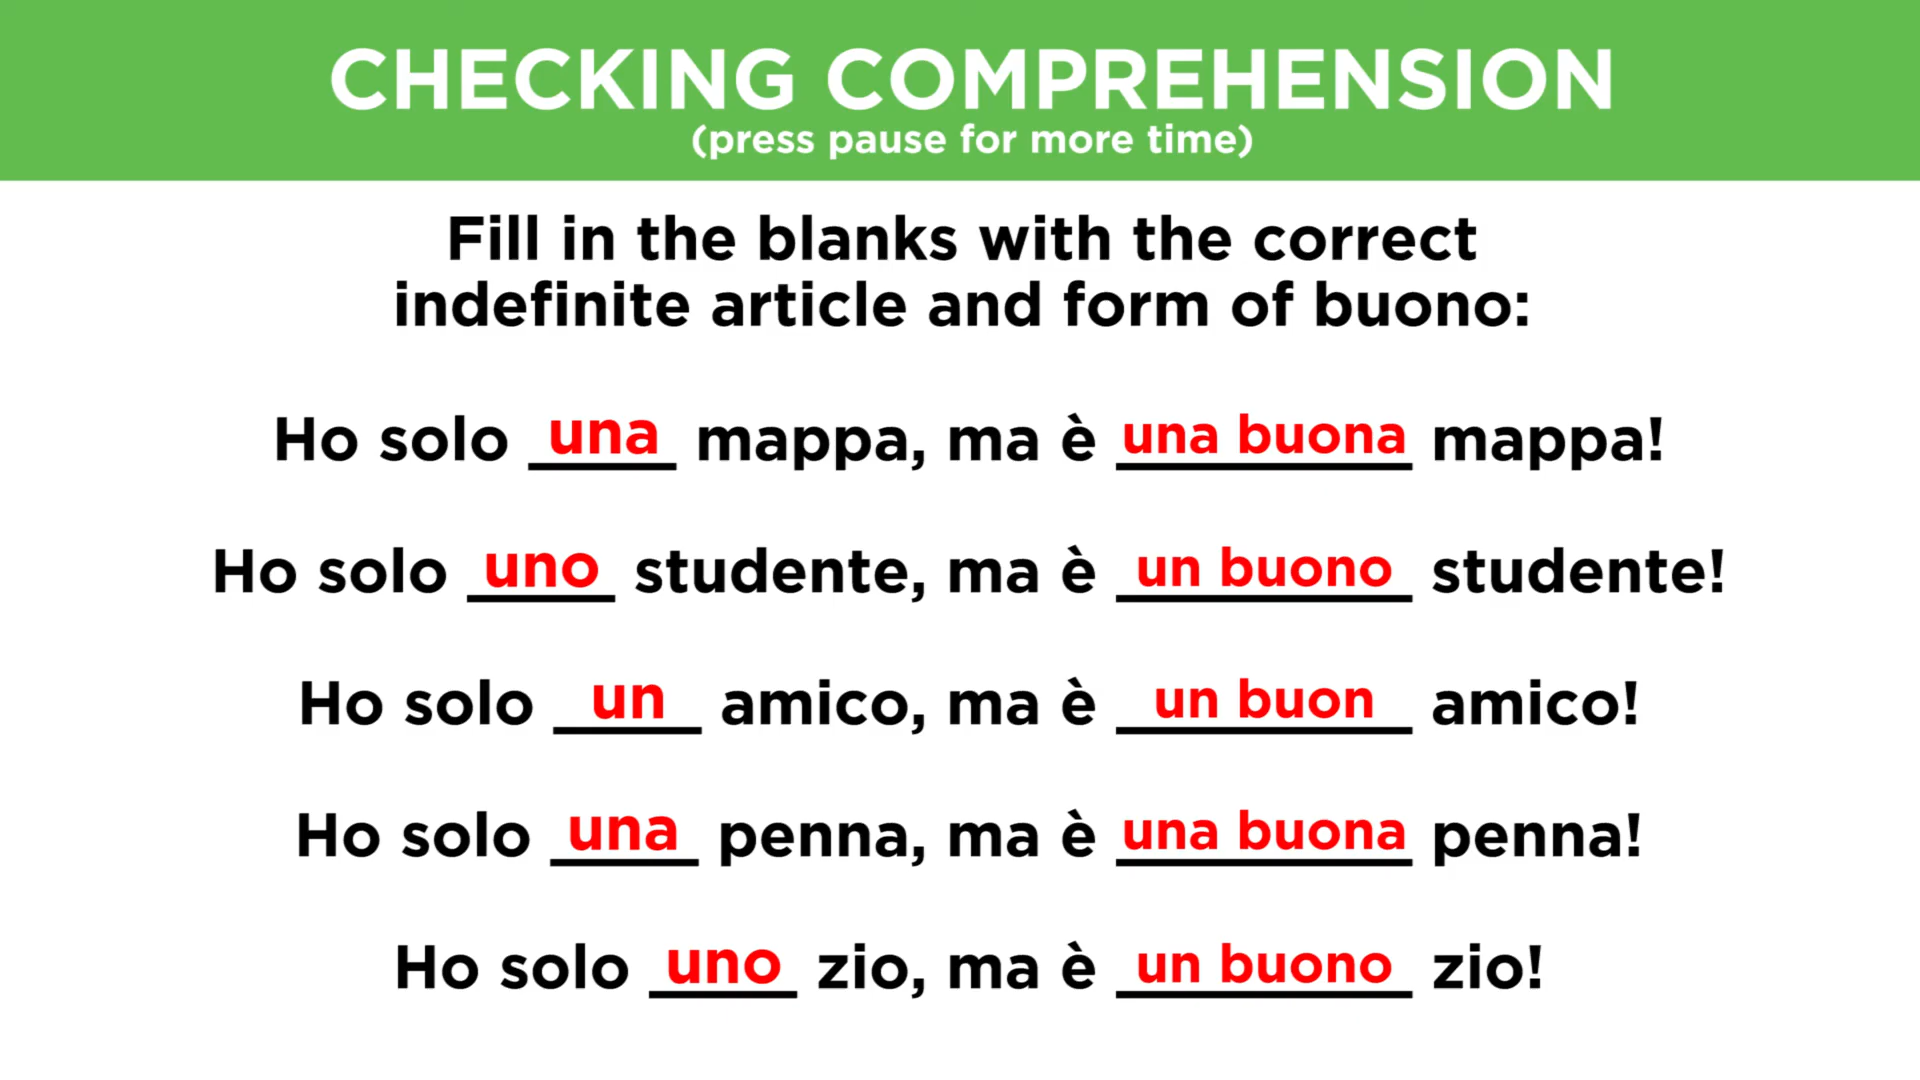 CHECKING COMPREHENSION
(press pause for more time)
Fill in the blanks with the correct
indefinite article and form of buono:
Ho solo una mappa, ma è una buona mappa!
Ho solo uno studente, ma è un buono studente!
Ho solo un amico, ma è un buon amico!
Ho solo una penna, ma è una buona penna!
Ho solo uno zio, ma è un buono zio!